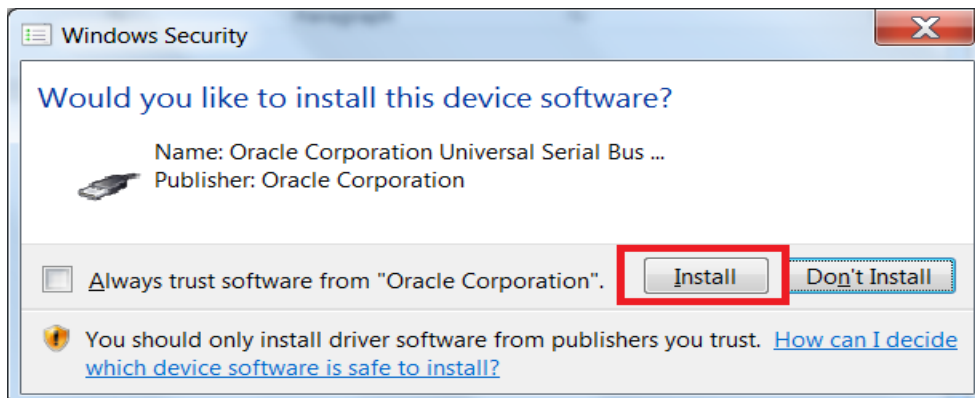 Windows Security
Would you like to install this device software?
Name: Oracle Corporation Universal Serial Bus ...
Publisher: Oracle Corporation
Always trust software from "Oracle Corporation".
Install
Don't Install
You should only install driver software from publishers you trust. How can I decide
which device software is safe to install?